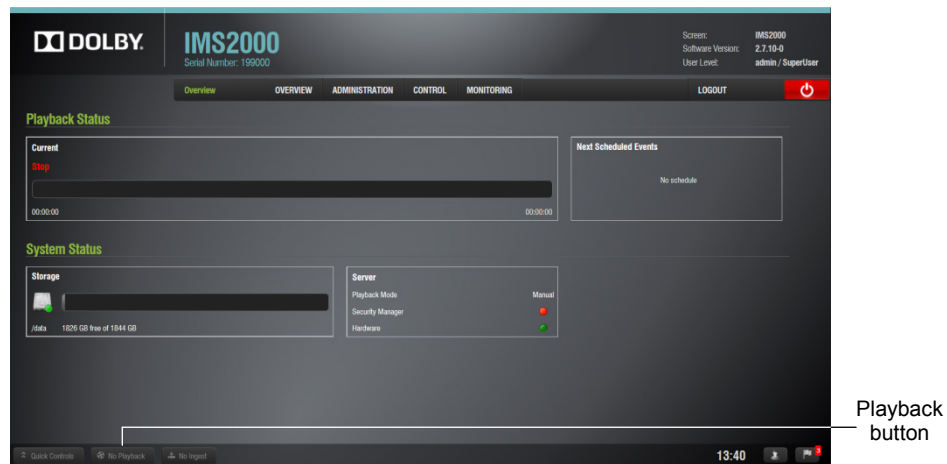 DOLBY.
IMS2000
Serial Number: 199000
Screen: IMS2000
Software Version: 2.7.10-0
User Level: admin / SuperUser
Overview OVERVIEW ADMINISTRATION CONTROL MONITORING LOGOUT
Playback Status
Current
Stop
00:00:00 00:00:00
Next Scheduled Events
No schedule
System Status
Storage
/data 1826 GB free of 1844 GB
Server
Playback Mode Manual
Security Manager
Hardware
Quick Controls No Playback No Ingest 13:40 3
Playback
button